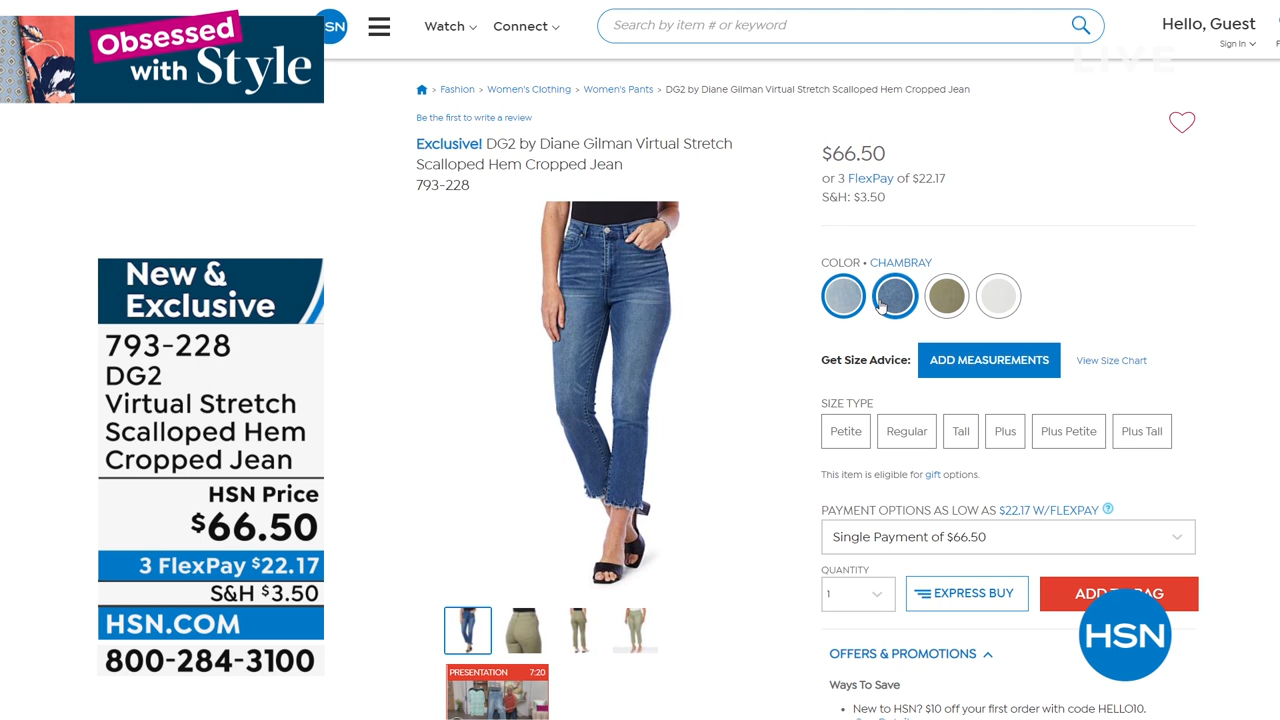 Obsessed
with Style
SN
Watch
Connect
Search by item # or keyword
Hello, Guest
Sign In
LIVE
> Fashion > Women's Clothing > Women's Pants > DG2 by Diane Gilman Virtual Stretch Scalloped Hem Cropped Jean
Be the first to write a review
Exclusive! DG2 by Diane Gilman Virtual Stretch
Scalloped Hem Cropped Jean
793-228
$66.50
or 3 FlexPay of $22.17
S&H: $3.50
COLOR • CHAMBRAY
Get Size Advice:
ADD MEASUREMENTS
View Size Chart
SIZE TYPE
Petite
Regular
Tall
Plus
Plus Petite
Plus Tall
This item is eligible for gift options.
PAYMENT OPTIONS AS LOW AS $22.17 W/FLEXPAY ?
Single Payment of $66.50
QUANTITY
1
EXPRESS BUY
ADD T BAG
HSN
OFFERS & PROMOTIONS
Ways To Save
• New to HSN? $10 off your first order with code HELLO10.
PRESENTATION 7:20
New &
Exclusive
793-228
DG2
Virtual Stretch
Scalloped Hem
Cropped Jean
HSN Price
$66.50
3 FlexPay $22.17
S&H $3.50
HSN.COM
800-284-3100